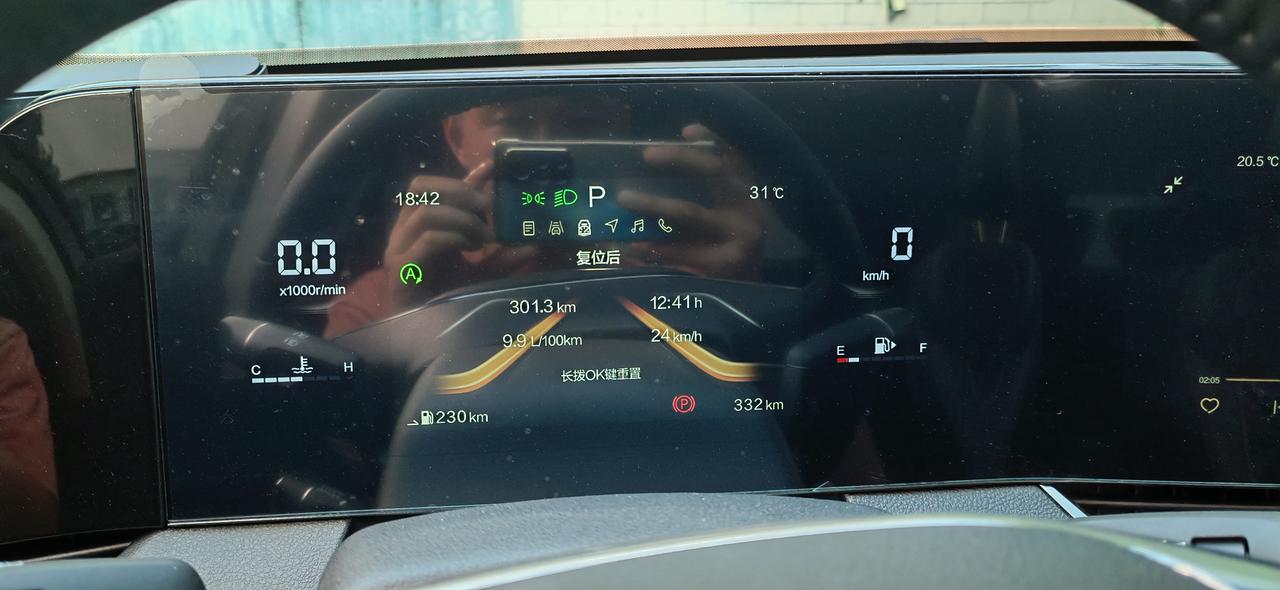 20.5℃
18:42
P
31℃
0.0
x1000r/min
A
0
km/h
复位后
301.3 km
12:41 h
9.9 L/100km
24 km/h
C
H
E
F
长拨OK键重置
02:05
230 km
P
332 km